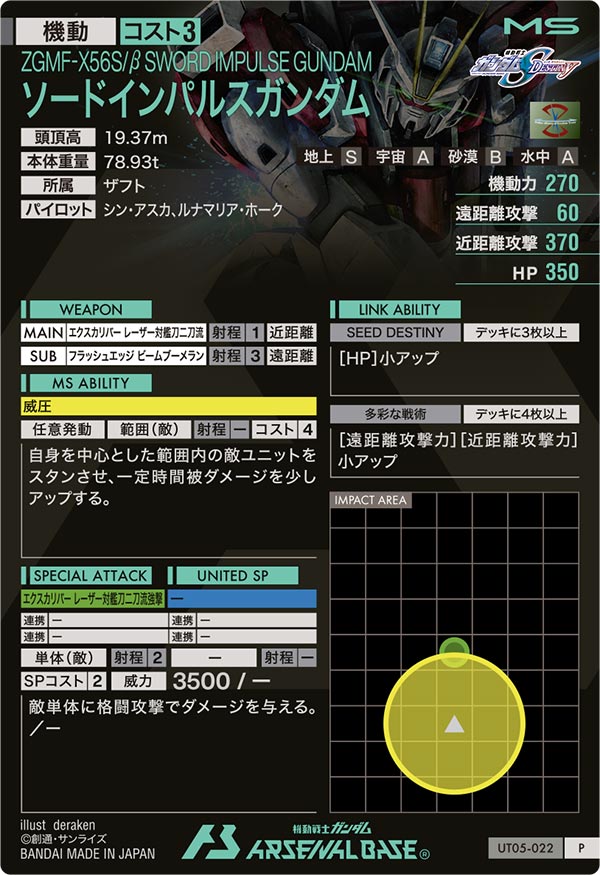 機動 コスト3 MS
ZGMF-X56S/β SWORD IMPULSE GUNDAM
ソードインパルスガンダム
機動戦士ガンダム SEED DESTINY
頭頂高 19.37m
本体重量 78.93t
所属 ザフト
パイロット シン・アスカ、ルナマリア・ホーク
地上 S 宇宙 A 砂漠 B 水中 A
機動力 270
遠距離攻撃 60
近距離攻撃 370
HP 350
WEAPON
MAIN エクスカリバー レーザー対艦刀二刀流 射程 1 近距離
SUB フラッシュエッジ ビームブーメラン 射程 3 遠距離
MS ABILITY
威圧
任意発動 範囲(敵) 射程 ー コスト 4
自身を中心とした範囲内の敵ユニットを
スタンさせ、一定時間被ダメージを少し
アップする。
LINK ABILITY
SEED DESTINY デッキに3枚以上
[HP]小アップ
多彩な戦術 デッキに4枚以上
[遠距離攻撃力][近距離攻撃力]
小アップ
IMPACT AREA
SPECIAL ATTACK UNITED SP
エクスカリバー レーザー対艦刀二刀流強撃 ー
連携 ー 連携 ー
連携 ー 連携 ー
単体(敵) 射程 2 ー 射程 ー
SPコスト 2 威力 3500 / ー
敵単体に格闘攻撃でダメージを与える。
/ー
illust deraken
©創通・サンライズ
BANDAI MADE IN JAPAN
機動戦士ガンダム
AB ARSENAL BASE ®
UT05-022 P